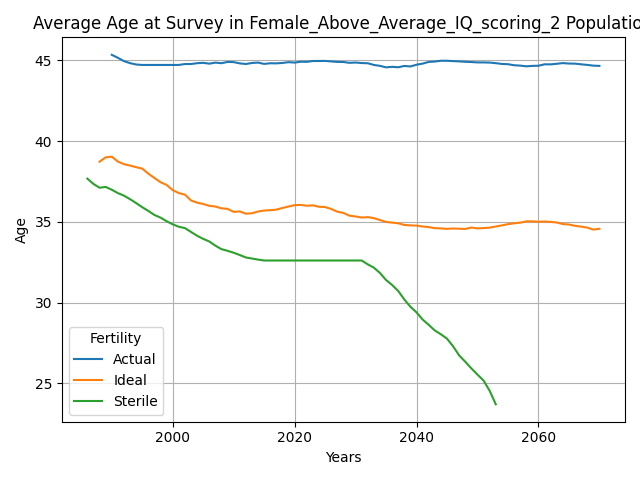 Average Age at Survey in Female_Above_Average_IQ_scoring_2 Populatio
45
40
35
30
25
Age
Fertility
Actual
Ideal
Sterile
2000 2020 2040 2060
Years